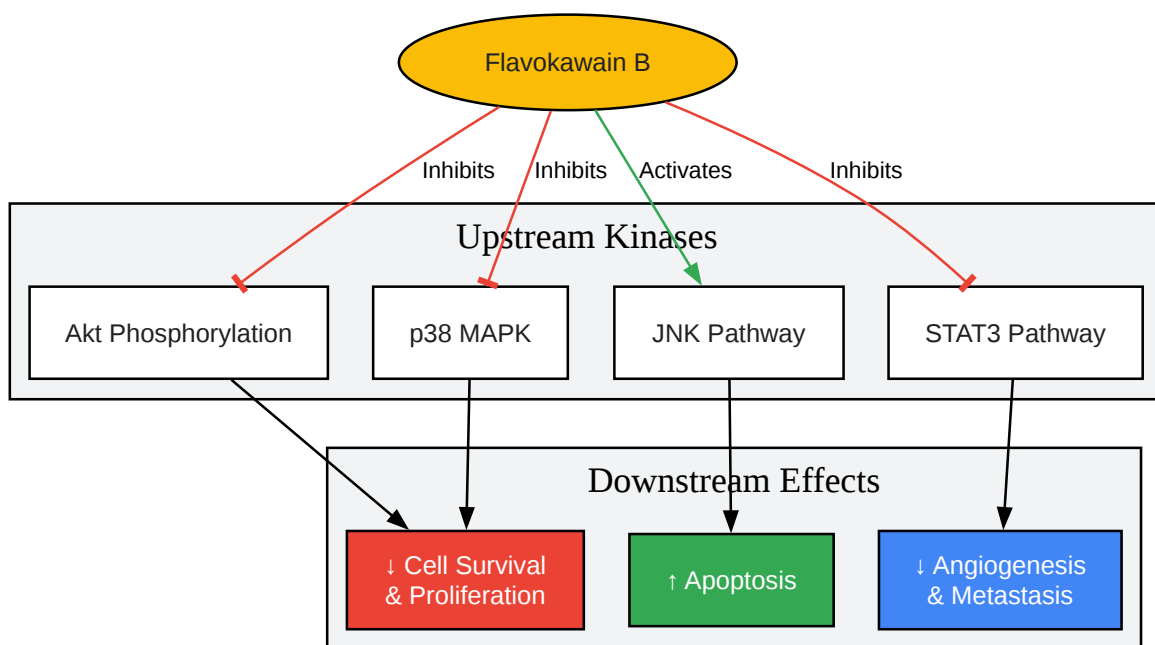 Flavokawain B
Inhibits
Inhibits
Activates
Inhibits
Upstream Kinases
Akt Phosphorylation
p38 MAPK
JNK Pathway
STAT3 Pathway
Downstream Effects
↓ Cell Survival
& Proliferation
↑ Apoptosis
↓ Angiogenesis
& Metastasis